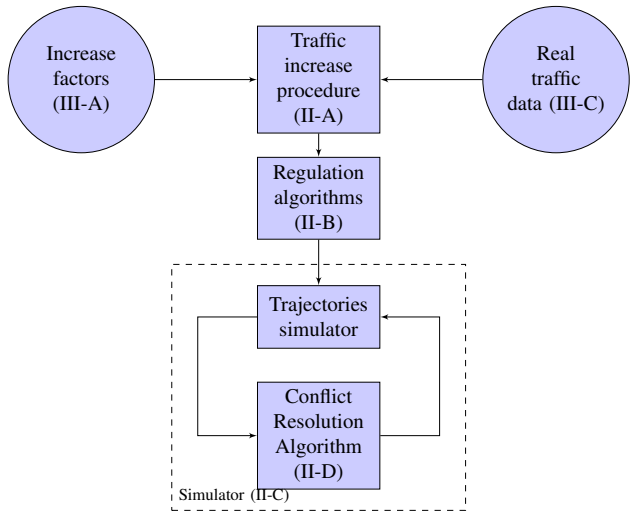 Increase
factors
(III-A)
Traffic
increase
procedure
(II-A)
Real
traffic
data (III-C)
Regulation
algorithms
(II-B)
Trajectories
simulator
Conflict
Resolution
Algorithm
(II-D)
Simulator (II-C)